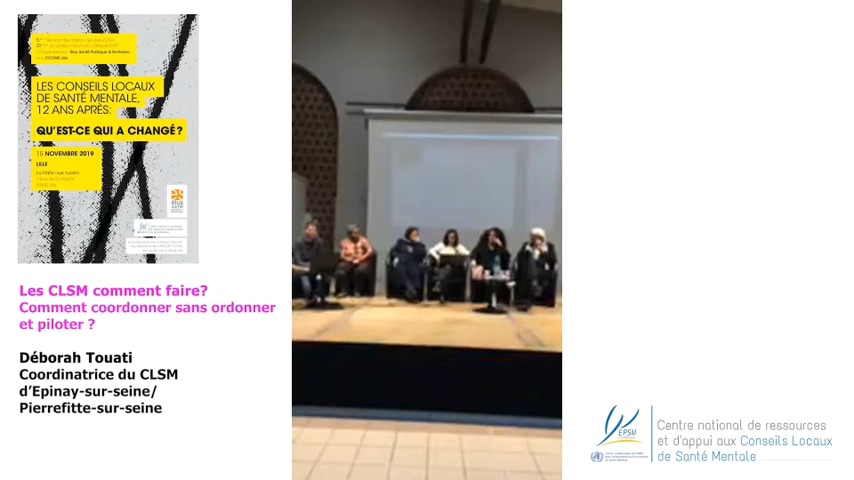 LES CONSEILS LOCAUX
DE SANTÉ MENTALE,
12 ANS APRÈS:
QU'EST-CE QUI A CHANGÉ?
15 NOVEMBRE 2019
LILLE
Les CLSM comment faire?
Comment coordonner sans ordonner
et piloter ?
Déborah Touati
Coordinatrice du CLSM
d'Epinay-sur-seine/
Pierrefitte-sur-seine
EPSM
Centre national de ressources
et d'appui aux Conseils Locaux
de Santé Mentale